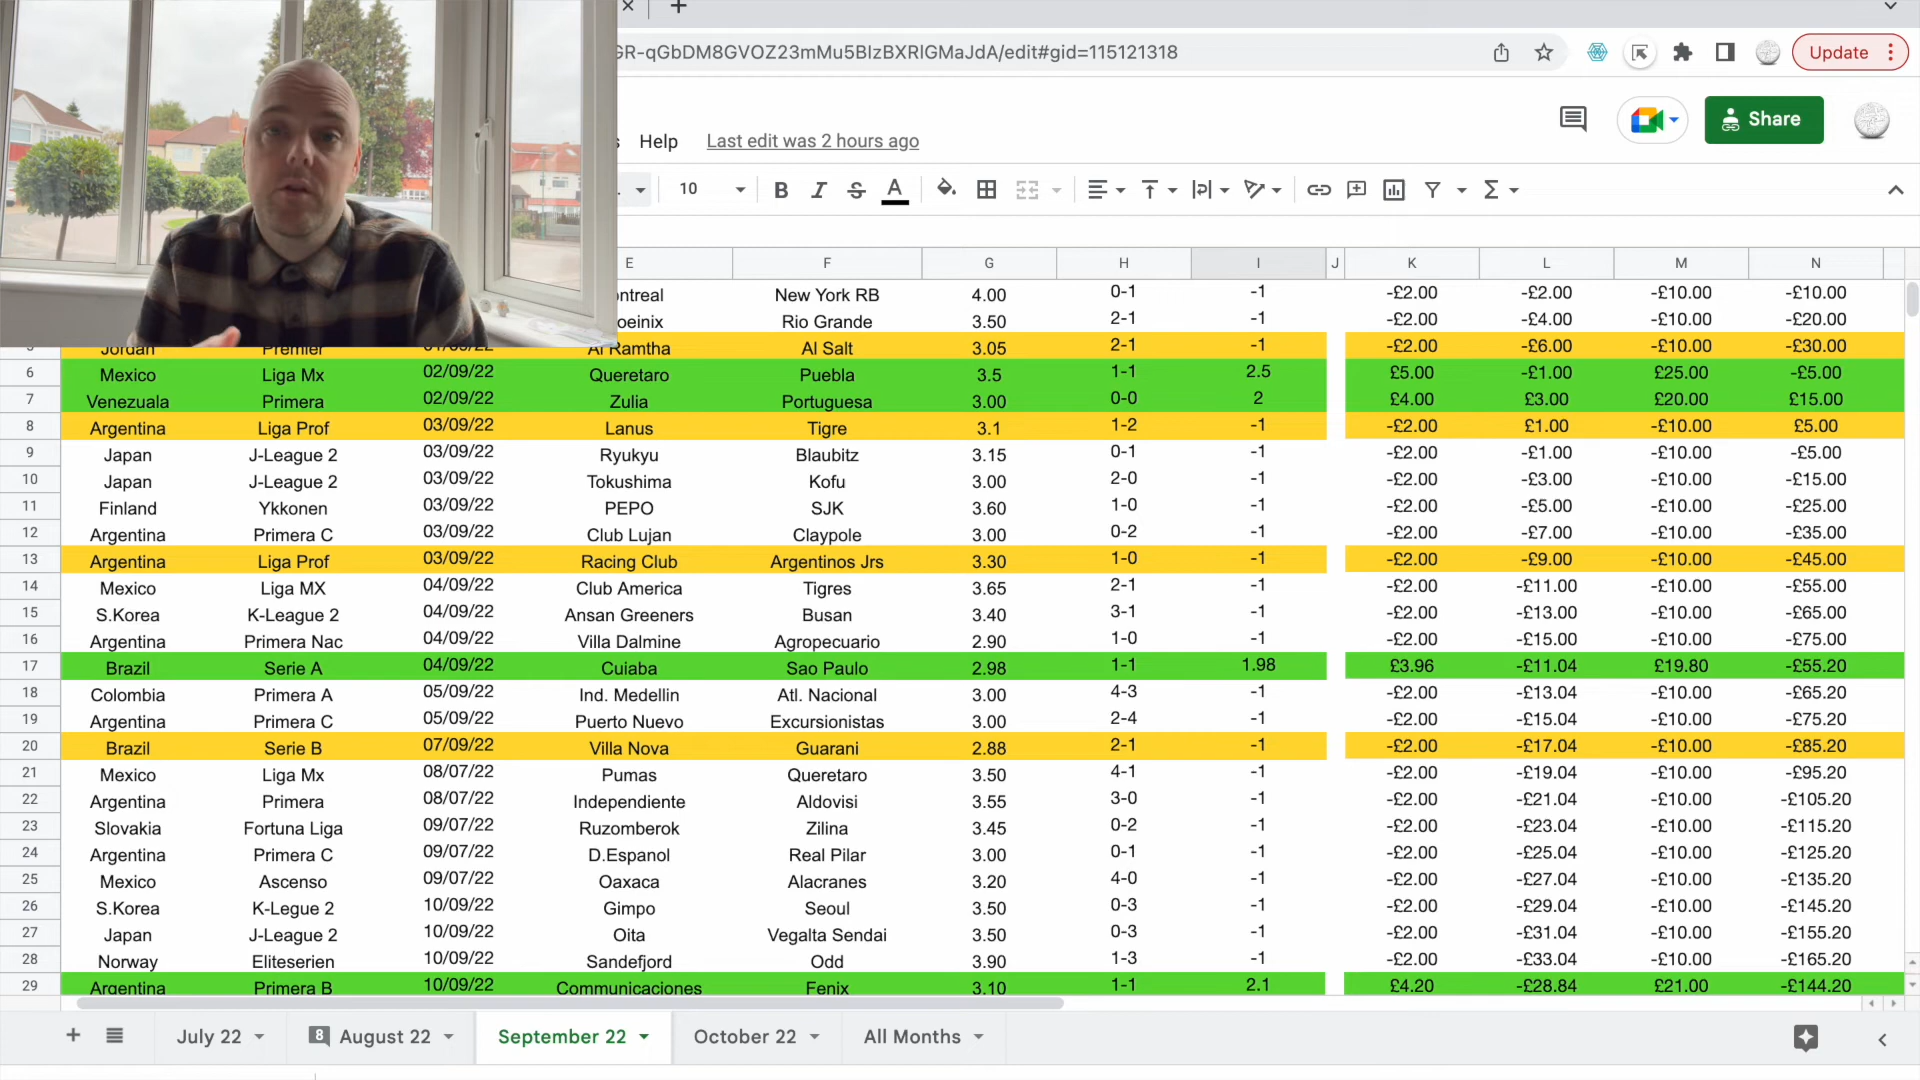 GR-qGbDM8GVOZ23mMu5BIzBXRlGMaJdA/edit#gid=115121318 Update
Help Last edit was 2 hours ago Share
10 B I S A
E F G H I J K L M N
ntreal New York RB 4.00 0-1 -1 -£2.00 -£2.00 -£10.00 -£10.00
oeinix Rio Grande 3.50 2-1 -1 -£2.00 -£4.00 -£10.00 -£20.00
5 Jordan Premier 01/09/22 Al Ramtha Al Salt 3.05 2-1 -1 -£2.00 -£6.00 -£10.00 -£30.00
6 Mexico Liga Mx 02/09/22 Queretaro Puebla 3.5 1-1 2.5 £5.00 -£1.00 £25.00 -£5.00
7 Venezuala Primera 02/09/22 Zulia Portuguesa 3.00 0-0 2 £4.00 £3.00 £20.00 £15.00
8 Argentina Liga Prof 03/09/22 Lanus Tigre 3.1 1-2 -1 -£2.00 £1.00 -£10.00 £5.00
9 Japan J-League 2 03/09/22 Ryukyu Blaubitz 3.15 0-1 -1 -£2.00 -£1.00 -£10.00 -£5.00
10 Japan J-League 2 03/09/22 Tokushima Kofu 3.00 2-0 -1 -£2.00 -£3.00 -£10.00 -£15.00
11 Finland Ykkonen 03/09/22 PEPO SJK 3.60 1-0 -1 -£2.00 -£5.00 -£10.00 -£25.00
12 Argentina Primera C 03/09/22 Club Lujan Claypole 3.00 0-2 -1 -£2.00 -£7.00 -£10.00 -£35.00
13 Argentina Liga Prof 03/09/22 Racing Club Argentinos Jrs 3.30 1-0 -1 -£2.00 -£9.00 -£10.00 -£45.00
14 Mexico Liga MX 04/09/22 Club America Tigres 3.65 2-1 -1 -£2.00 -£11.00 -£10.00 -£55.00
15 S.Korea K-League 2 04/09/22 Ansan Greeners Busan 3.40 3-1 -1 -£2.00 -£13.00 -£10.00 -£65.00
16 Argentina Primera Nac 04/09/22 Villa Dalmine Agropecuario 2.90 1-0 -1 -£2.00 -£15.00 -£10.00 -£75.00
17 Brazil Serie A 04/09/22 Cuiaba Sao Paulo 2.98 1-1 1.98 £3.96 -£11.04 £19.80 -£55.20
18 Colombia Primera A 05/09/22 Ind. Medellin Atl. Nacional 3.00 4-3 -1 -£2.00 -£13.04 -£10.00 -£65.20
19 Argentina Primera C 05/09/22 Puerto Nuevo Excursionistas 3.00 2-4 -1 -£2.00 -£15.04 -£10.00 -£75.20
20 Brazil Serie B 07/09/22 Villa Nova Guarani 2.88 2-1 -1 -£2.00 -£17.04 -£10.00 -£85.20
21 Mexico Liga Mx 08/07/22 Pumas Queretaro 3.50 4-1 -1 -£2.00 -£19.04 -£10.00 -£95.20
22 Argentina Primera 08/07/22 Independiente Aldovisi 3.55 3-0 -1 -£2.00 -£21.04 -£10.00 -£105.20
23 Slovakia Fortuna Liga 09/07/22 Ruzomberok Zilina 3.45 0-2 -1 -£2.00 -£23.04 -£10.00 -£115.20
24 Argentina Primera C 09/07/22 D.Espanol Real Pilar 3.00 0-1 -1 -£2.00 -£25.04 -£10.00 -£125.20
25 Mexico Ascenso 09/07/22 Oaxaca Alacranes 3.20 4-0 -1 -£2.00 -£27.04 -£10.00 -£135.20
26 S.Korea K-Legue 2 10/09/22 Gimpo Seoul 3.50 0-3 -1 -£2.00 -£29.04 -£10.00 -£145.20
27 Japan J-League 2 10/09/22 Oita Vegalta Sendai 3.50 0-3 -1 -£2.00 -£31.04 -£10.00 -£155.20
28 Norway Eliteserien 10/09/22 Sandefjord Odd 3.90 1-3 -1 -£2.00 -£33.04 -£10.00 -£165.20
29 Argentina Primera B 10/09/22 Communicaciones Fenix 3.10 1-1 2.1 £4.20 -£28.84 £21.00 -£144.20
July 22 8 August 22 September 22 October 22 All Months